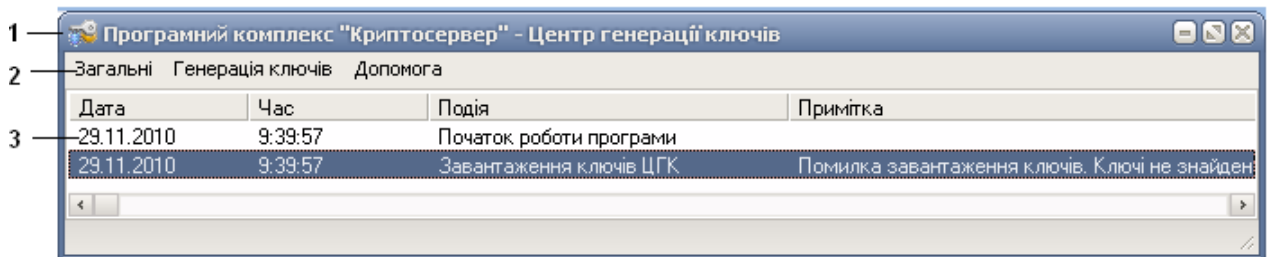 1 Програмний комплекс "Криптосервер" - Центр генерації ключів
2 Загальні Генерація ключів Допомога
Дата Час Подія Примітка
3 29.11.2010 9:39:57 Початок роботи програми
29.11.2010 9:39:57 Завантаження ключів ЦГК Помилка завантаження ключів. Ключі не знайден